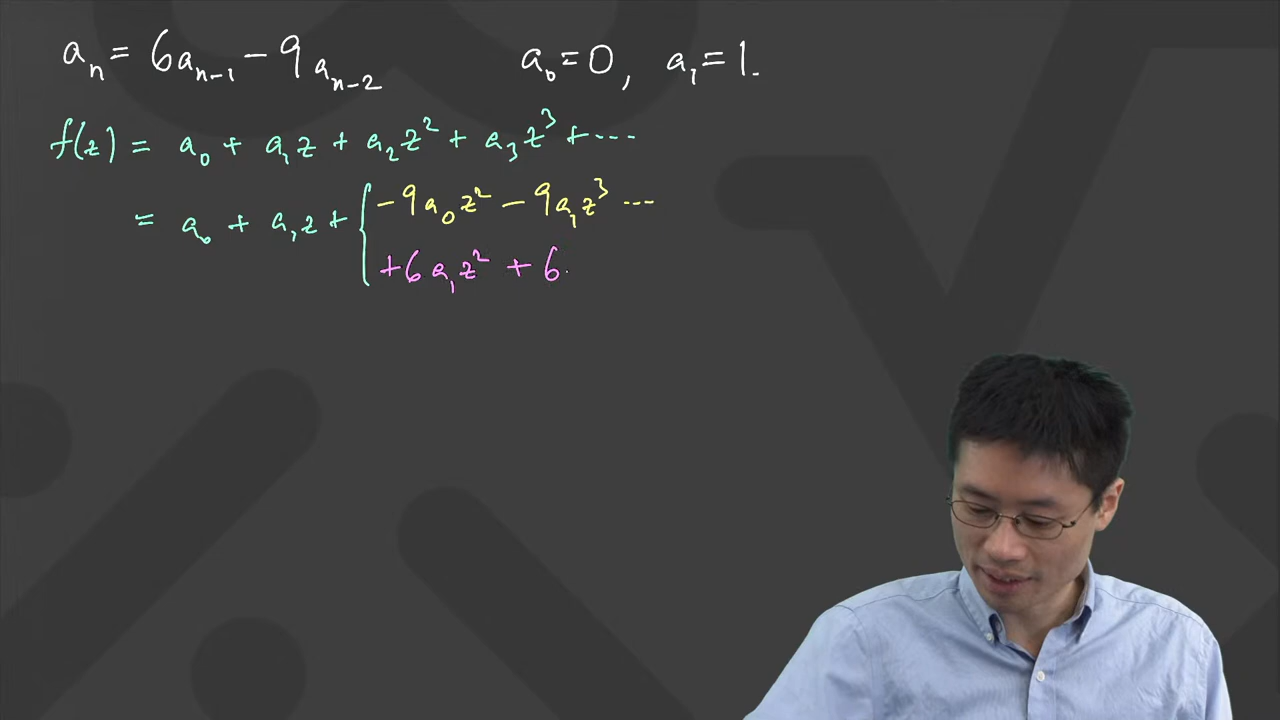 aₙ = 6aₙ₋₁ − 9aₙ₋₂   a₀ = 0, a₁ = 1.
f(z) = a₀ + a₁z + a₂z² + a₃z³ + ⋯
= a₀ + a₁z + { −9a₀z² − 9a₁z³ ⋯
+6a₁z² + 6